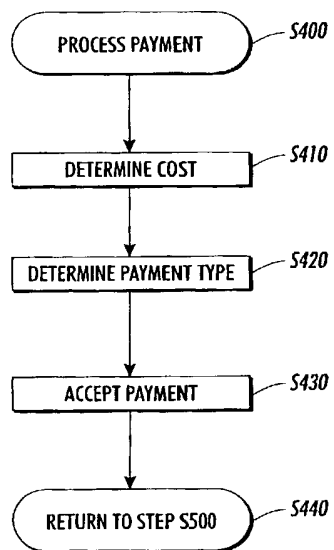 PROCESS PAYMENT S400
DETERMINE COST S410
DETERMINE PAYMENT TYPE S420
ACCEPT PAYMENT S430
RETURN TO STEP S500 S440